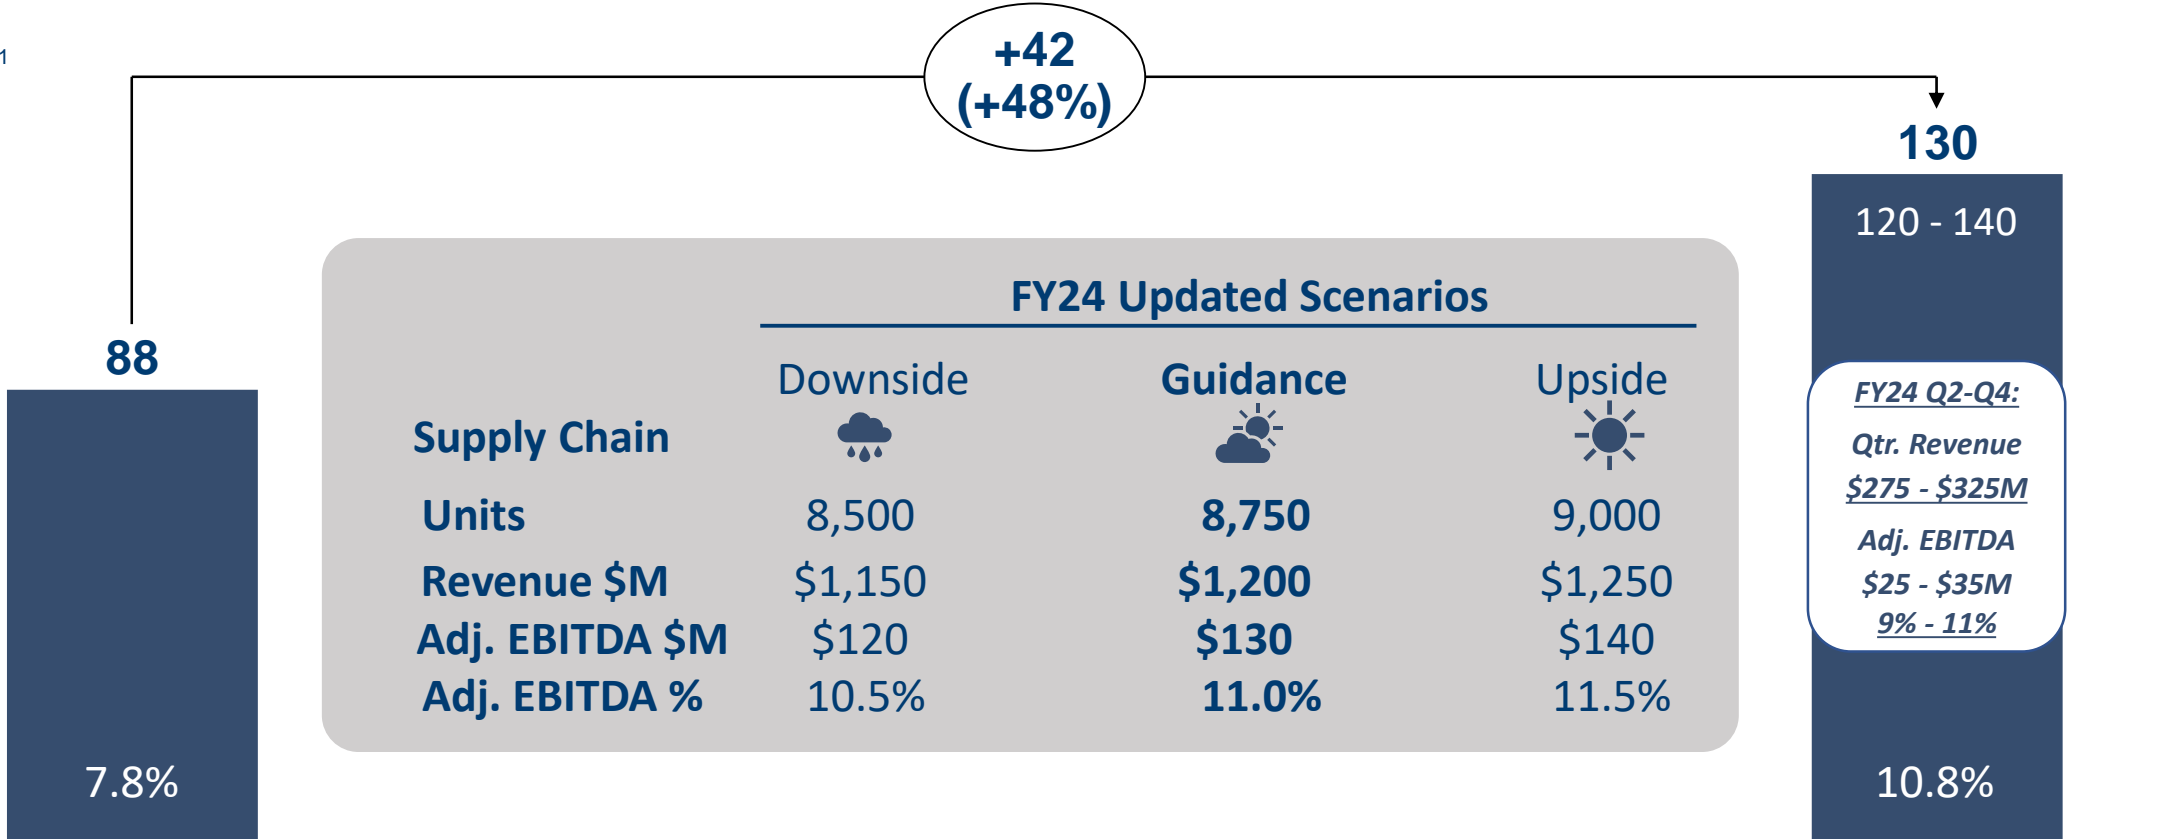 1
+42
(+48%)
130
120 - 140
88
FY24 Updated Scenarios
Downside Guidance Upside
Supply Chain
Units 8,500 8,750 9,000
Revenue $M $1,150 $1,200 $1,250
Adj. EBITDA $M $120 $130 $140
Adj. EBITDA % 10.5% 11.0% 11.5%
FY24 Q2-Q4:
Qtr. Revenue
$275 - $325M
Adj. EBITDA
$25 - $35M
9% - 11%
7.8%
10.8%